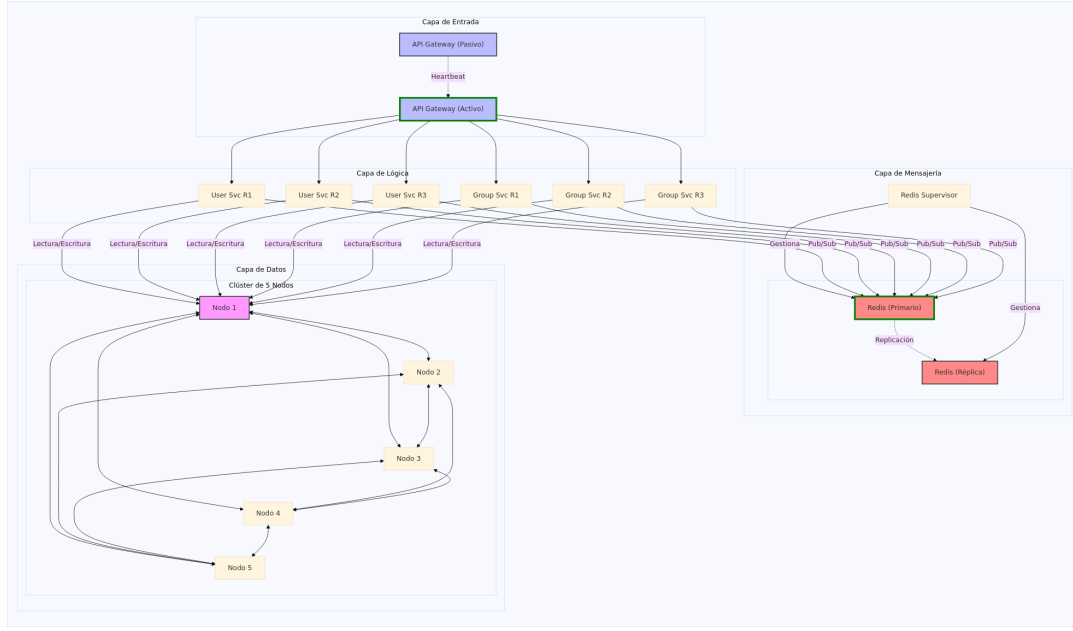 Capa de Entrada
API Gateway (Pasivo)
Heartbeat
API Gateway (Activo)
Capa de Lógica
User Svc R1
User Svc R2
User Svc R3
Group Svc R1
Group Svc R2
Group Svc R3
Capa de Mensajería
Redis Supervisor
Lectura/Escritura
Lectura/Escritura
Lectura/Escritura
Lectura/Escritura
Lectura/Escritura
Lectura/Escritura
Gestiona
Pub/Sub
Pub/Sub
Pub/Sub
Pub/Sub
Pub/Sub
Pub/Sub
Capa de Datos
Clúster de 5 Nodos
Nodo 1
Redis (Primario)
Gestiona
Replicación
Nodo 2
Redis (Réplica)
Nodo 3
Nodo 4
Nodo 5